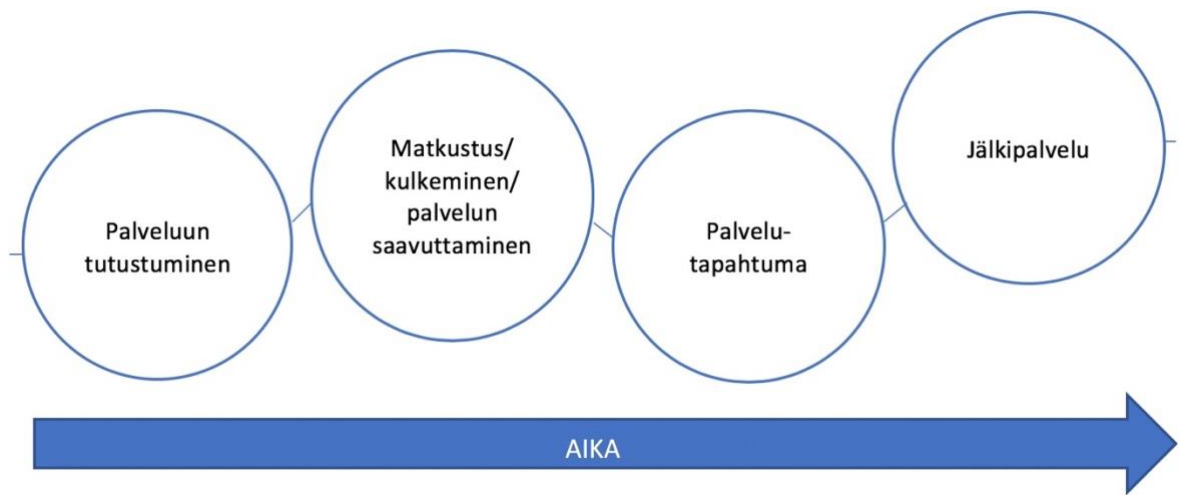 Palveluun
tutustuminen
Matkustus/
kulkeminen/
palvelun
saavuttaminen
Palvelu-
tapahtuma
Jälkipalvelu
AIKA